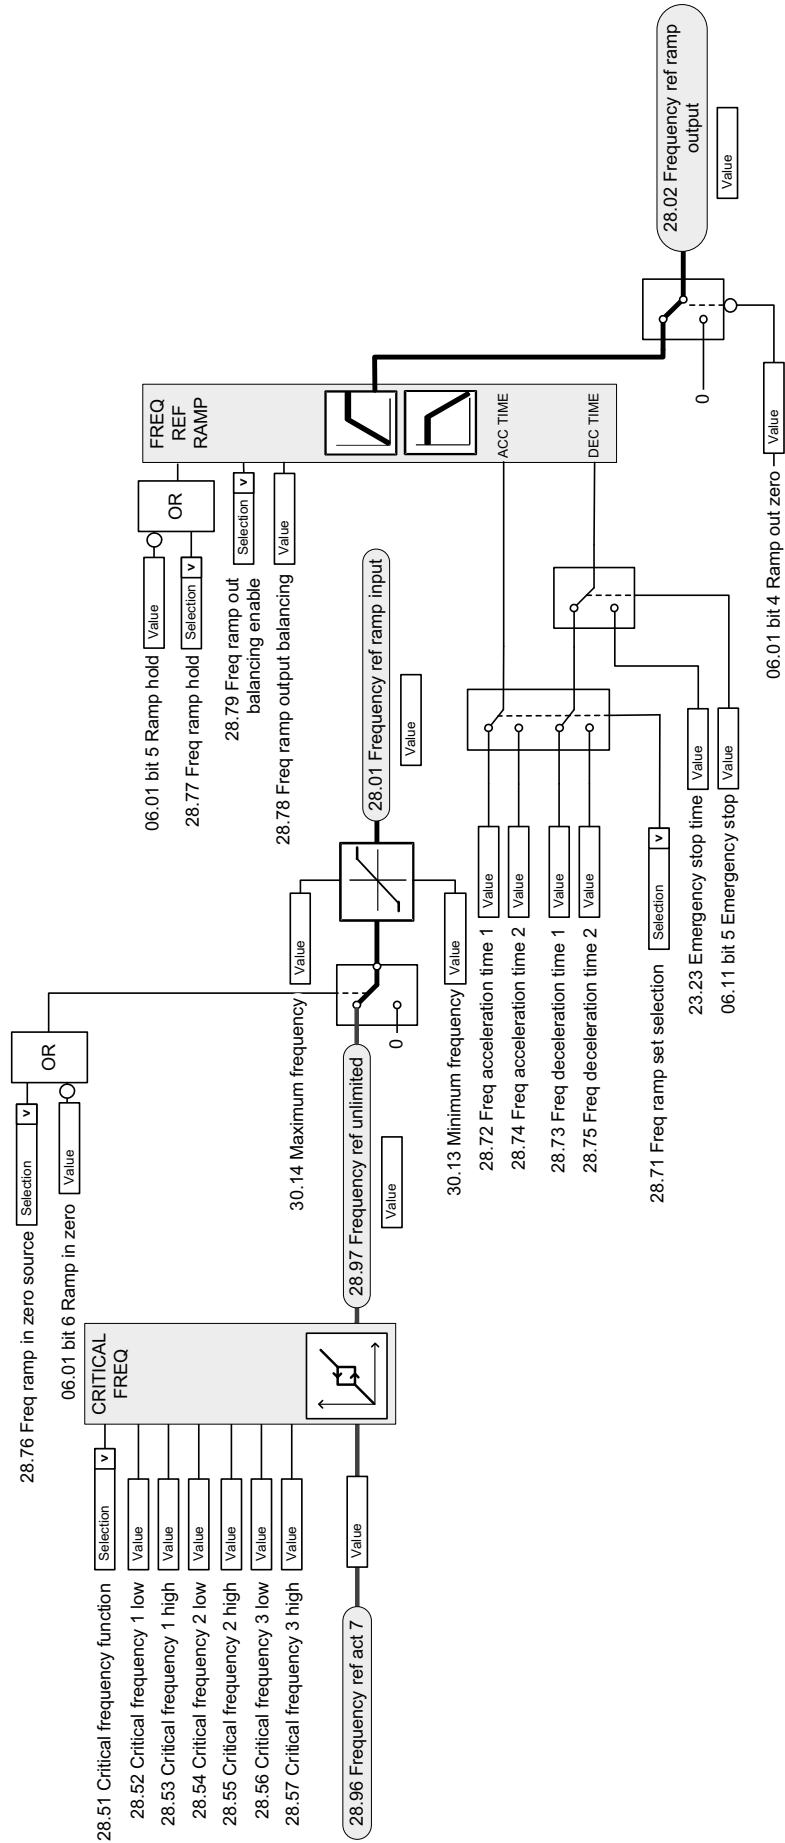 28.51 Critical frequency function
Selection
v
28.52 Critical frequency 1 low
Value
28.53 Critical frequency 1 high
Value
28.54 Critical frequency 2 low
Value
28.55 Critical frequency 2 high
Value
28.56 Critical frequency 3 low
Value
28.57 Critical frequency 3 high
Value
28.96 Frequency ref act 7
Value
CRITICAL
FREQ
28.76 Freq ramp in zero source
Selection
v
06.01 bit 6 Ramp in zero
Value
OR
28.97 Frequency ref unlimited
Value
0
30.14 Maximum frequency
Value
30.13 Minimum frequency
Value
28.01 Frequency ref ramp input
Value
06.01 bit 5 Ramp hold
Value
28.77 Freq ramp hold
Selection
v
OR
28.79 Freq ramp out
balancing enable
Selection
v
28.78 Freq ramp output balancing
Value
FREQ
REF
RAMP
ACC TIME
DEC TIME
28.72 Freq acceleration time 1
Value
28.74 Freq acceleration time 2
Value
28.73 Freq deceleration time 1
Value
28.75 Freq deceleration time 2
Value
28.71 Freq ramp set selection
Selection
v
23.23 Emergency stop time
Value
06.11 bit 5 Emergency stop
Value
0
06.01 bit 4 Ramp out zero
Value
28.02 Frequency ref ramp
output
Value